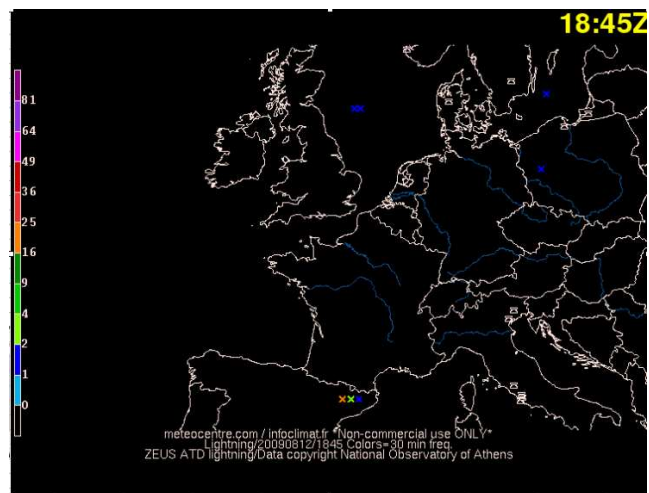 18:45Z
81
64
49
36
25
16
9
4
2
1
0
meteocentre.com / infoclimat.fr *Non-commercial use ONLY*
Lightning/20090812/1845 Colors=30 min freq.
ZEUS ATD lightning/Data copyright National Observatory of Athens